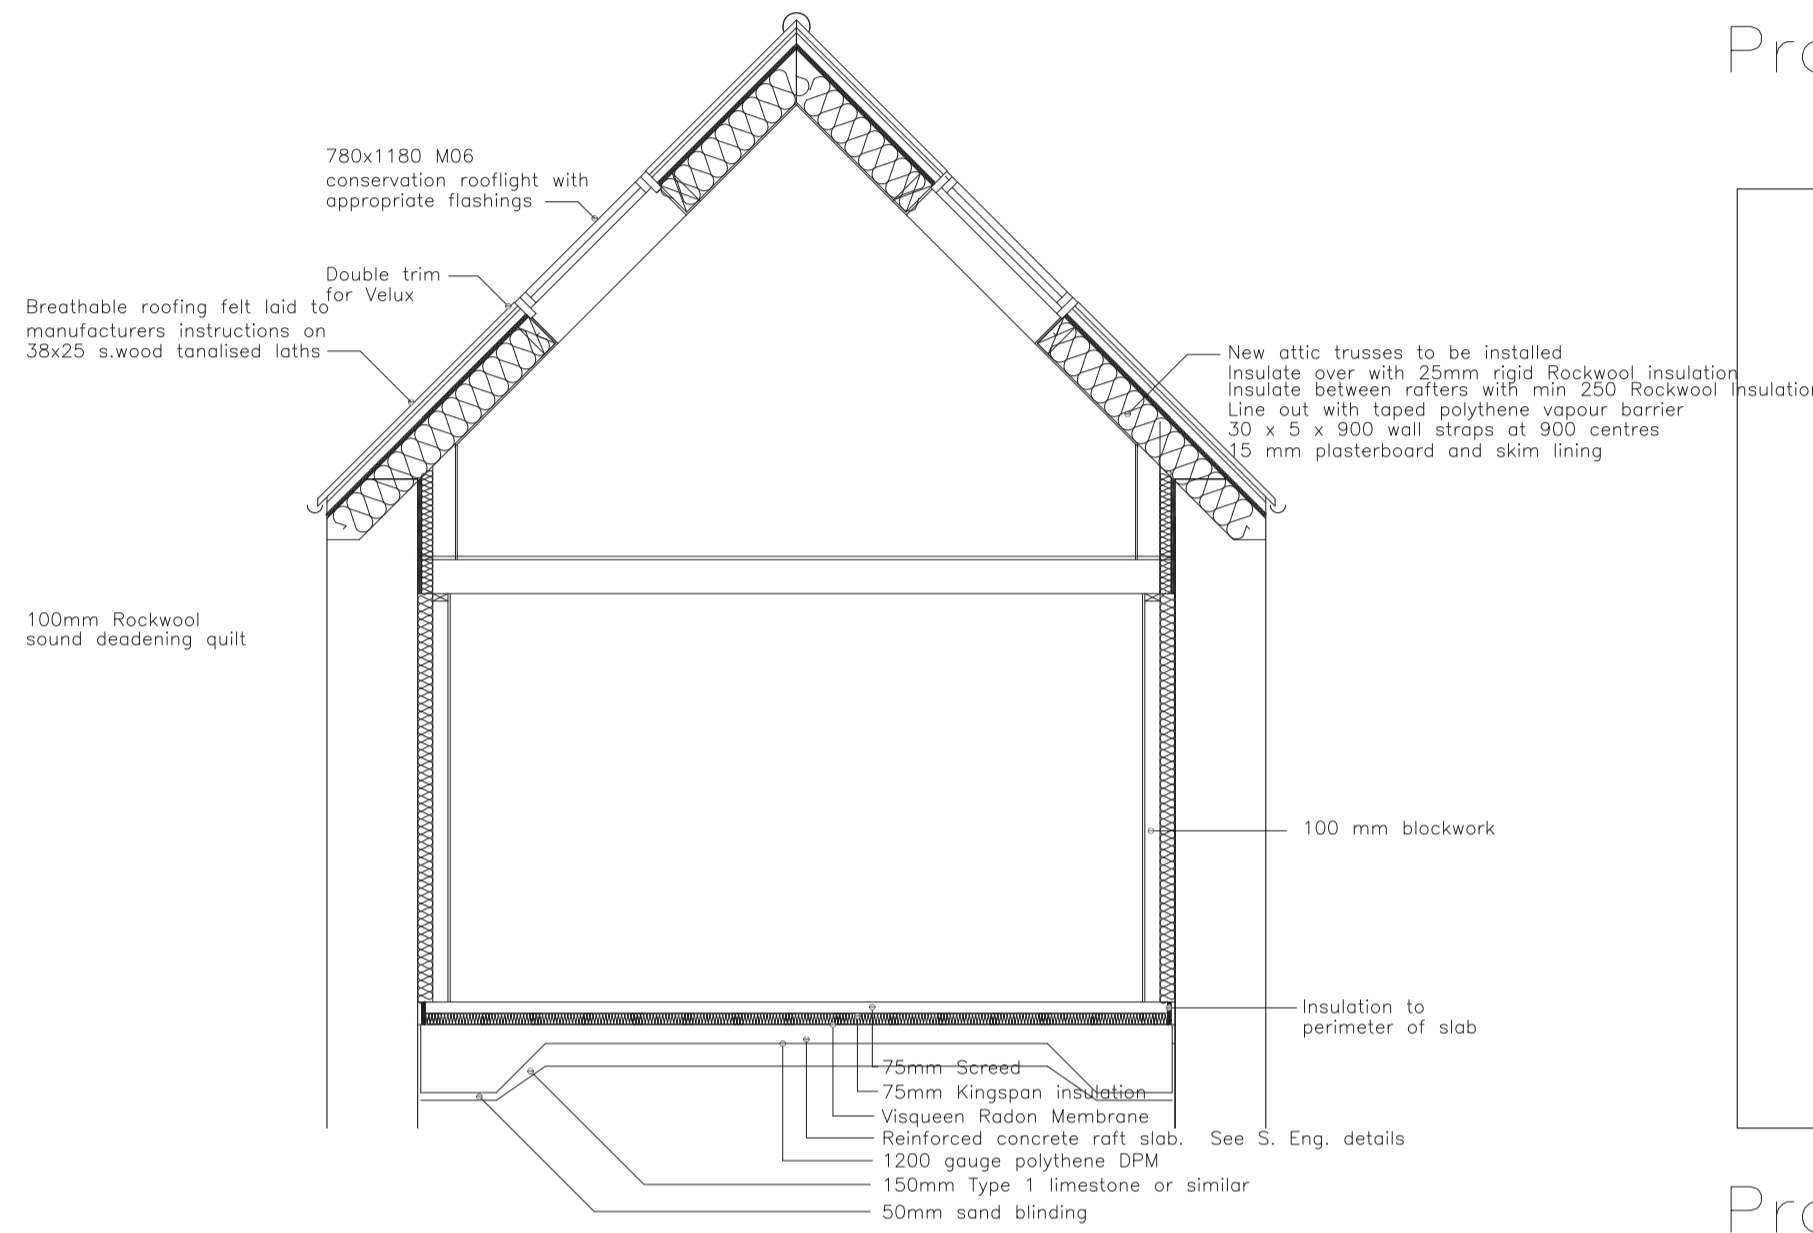 Pro
780x1180 M06
conservation rooflight with
appropriate flashings
Double trim
for Velux
Breathable roofing felt laid to
manufacturers instructions on
38x25 s.wood tanalised laths
New attic trusses to be installed
Insulate over with 25mm rigid Rockwool insulation
Insulate between rafters with min 250 Rockwool Insulation
Line out with taped polythene vapour barrier
30 x 5 x 900 wall straps at 900 centres
15 mm plasterboard and skim lining
100mm Rockwool
sound deadening quilt
100 mm blockwork
Insulation to
perimeter of slab
75mm Screed
75mm Kingspan insulation
Visqueen Radon Membrane
Reinforced concrete raft slab. See S. Eng. details
1200 gauge polythene DPM
150mm Type 1 limestone or similar
50mm sand blinding
Pro